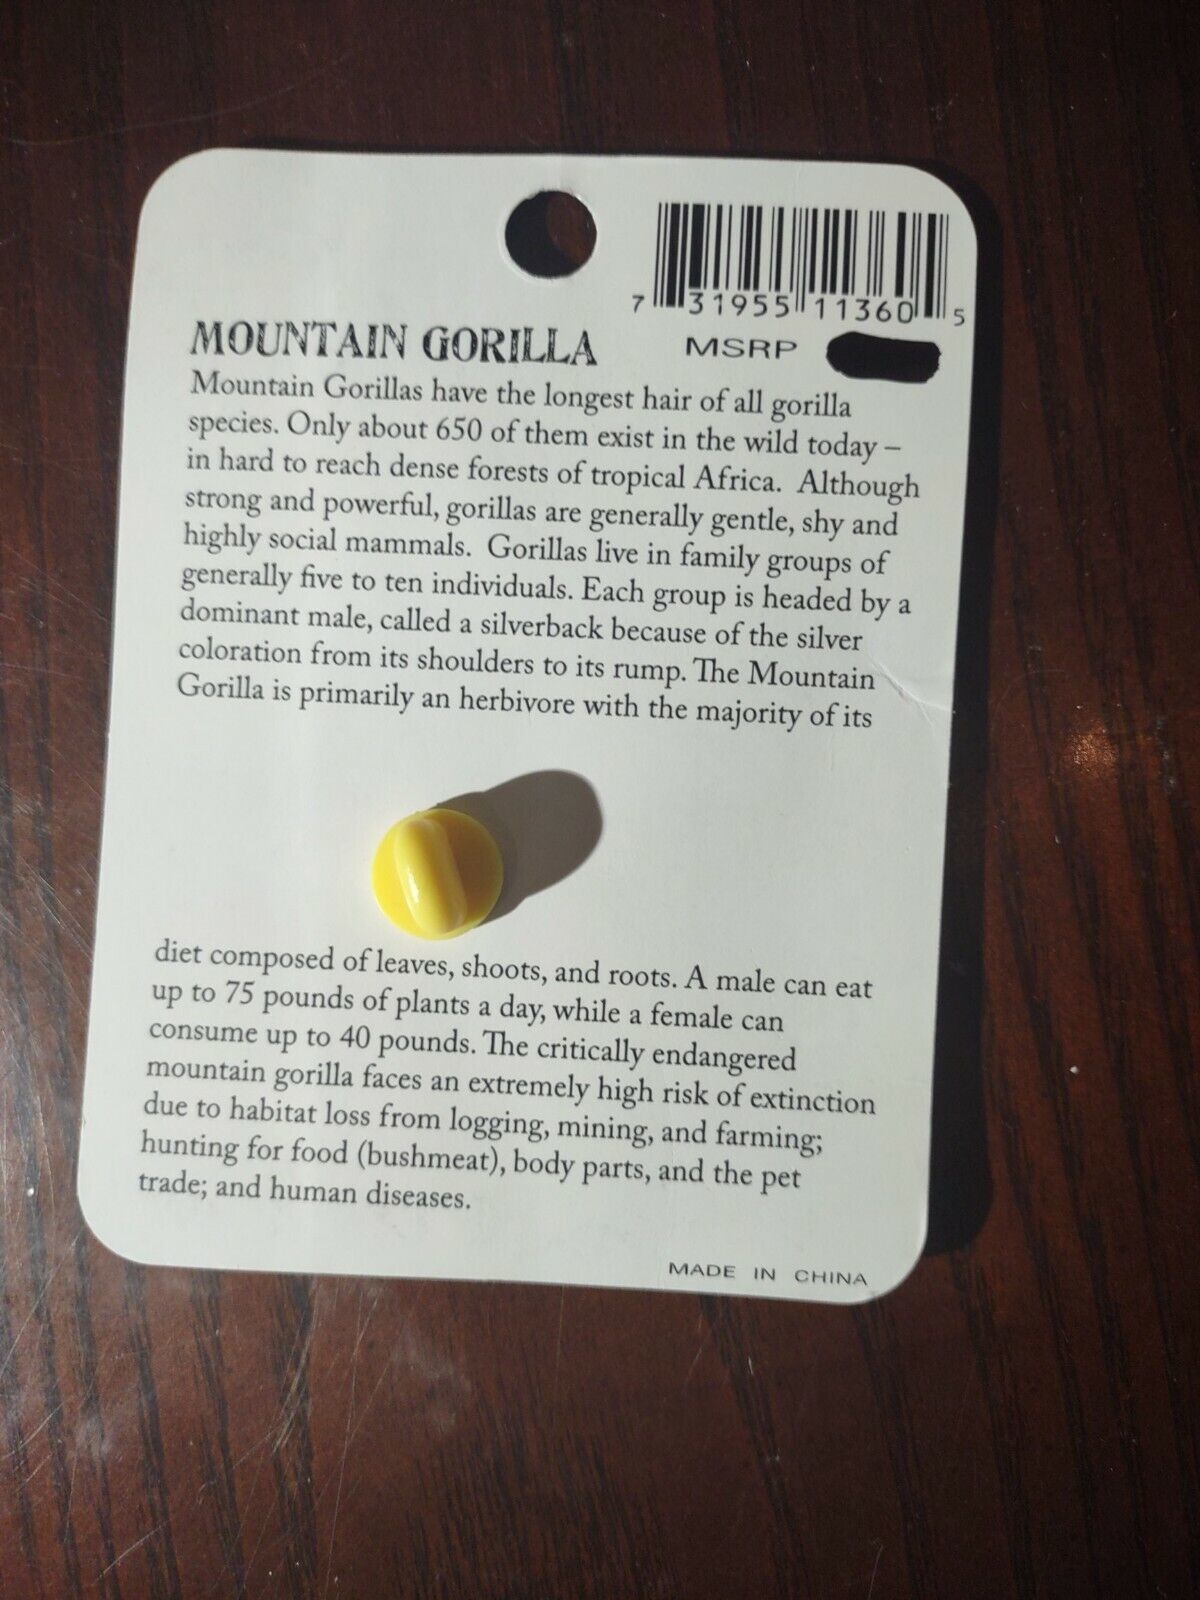 7 31955 11360 5
MSRP
MOUNTAIN GORILLA
Mountain Gorillas have the longest hair of all gorilla
species. Only about 650 of them exist in the wild today –
in hard to reach dense forests of tropical Africa. Although
strong and powerful, gorillas are generally gentle, shy and
highly social mammals. Gorillas live in family groups of
generally five to ten individuals. Each group is headed by a
dominant male, called a silverback because of the silver
coloration from its shoulders to its rump. The Mountain
Gorilla is primarily an herbivore with the majority of its
diet composed of leaves, shoots, and roots. A male can eat
up to 75 pounds of plants a day, while a female can
consume up to 40 pounds. The critically endangered
mountain gorilla faces an extremely high risk of extinction
due to habitat loss from logging, mining, and farming;
hunting for food (bushmeat), body parts, and the pet
trade; and human diseases.
MADE IN CHINA